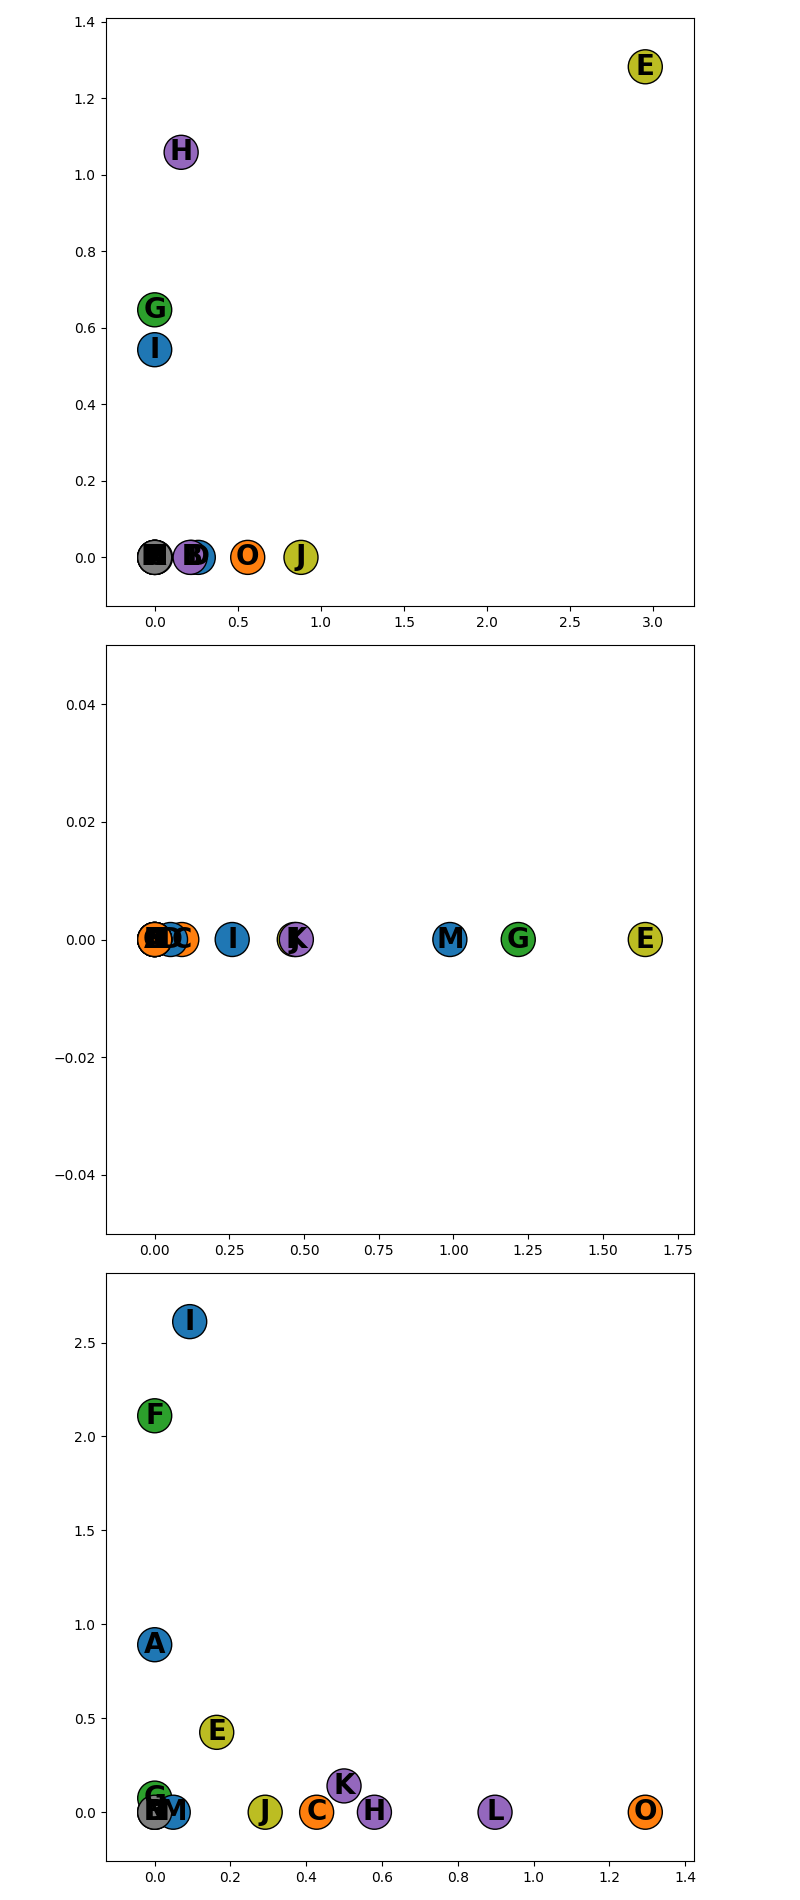 1.4
E
1.2
H
1.0
0.8
G
0.6
I
0.4
0.2
0.0 B D O J
0.0 0.5 1.0 1.5 2.0 2.5 3.0
0.04
0.02
0.00 D C I J K M G E
−0.02
−0.04
0.00 0.25 0.50 0.75 1.00 1.25 1.50 1.75
I
2.5
F
2.0
1.5
1.0
A
0.5
E
G K
0.0 M J C H L O
0.0 0.2 0.4 0.6 0.8 1.0 1.2 1.4